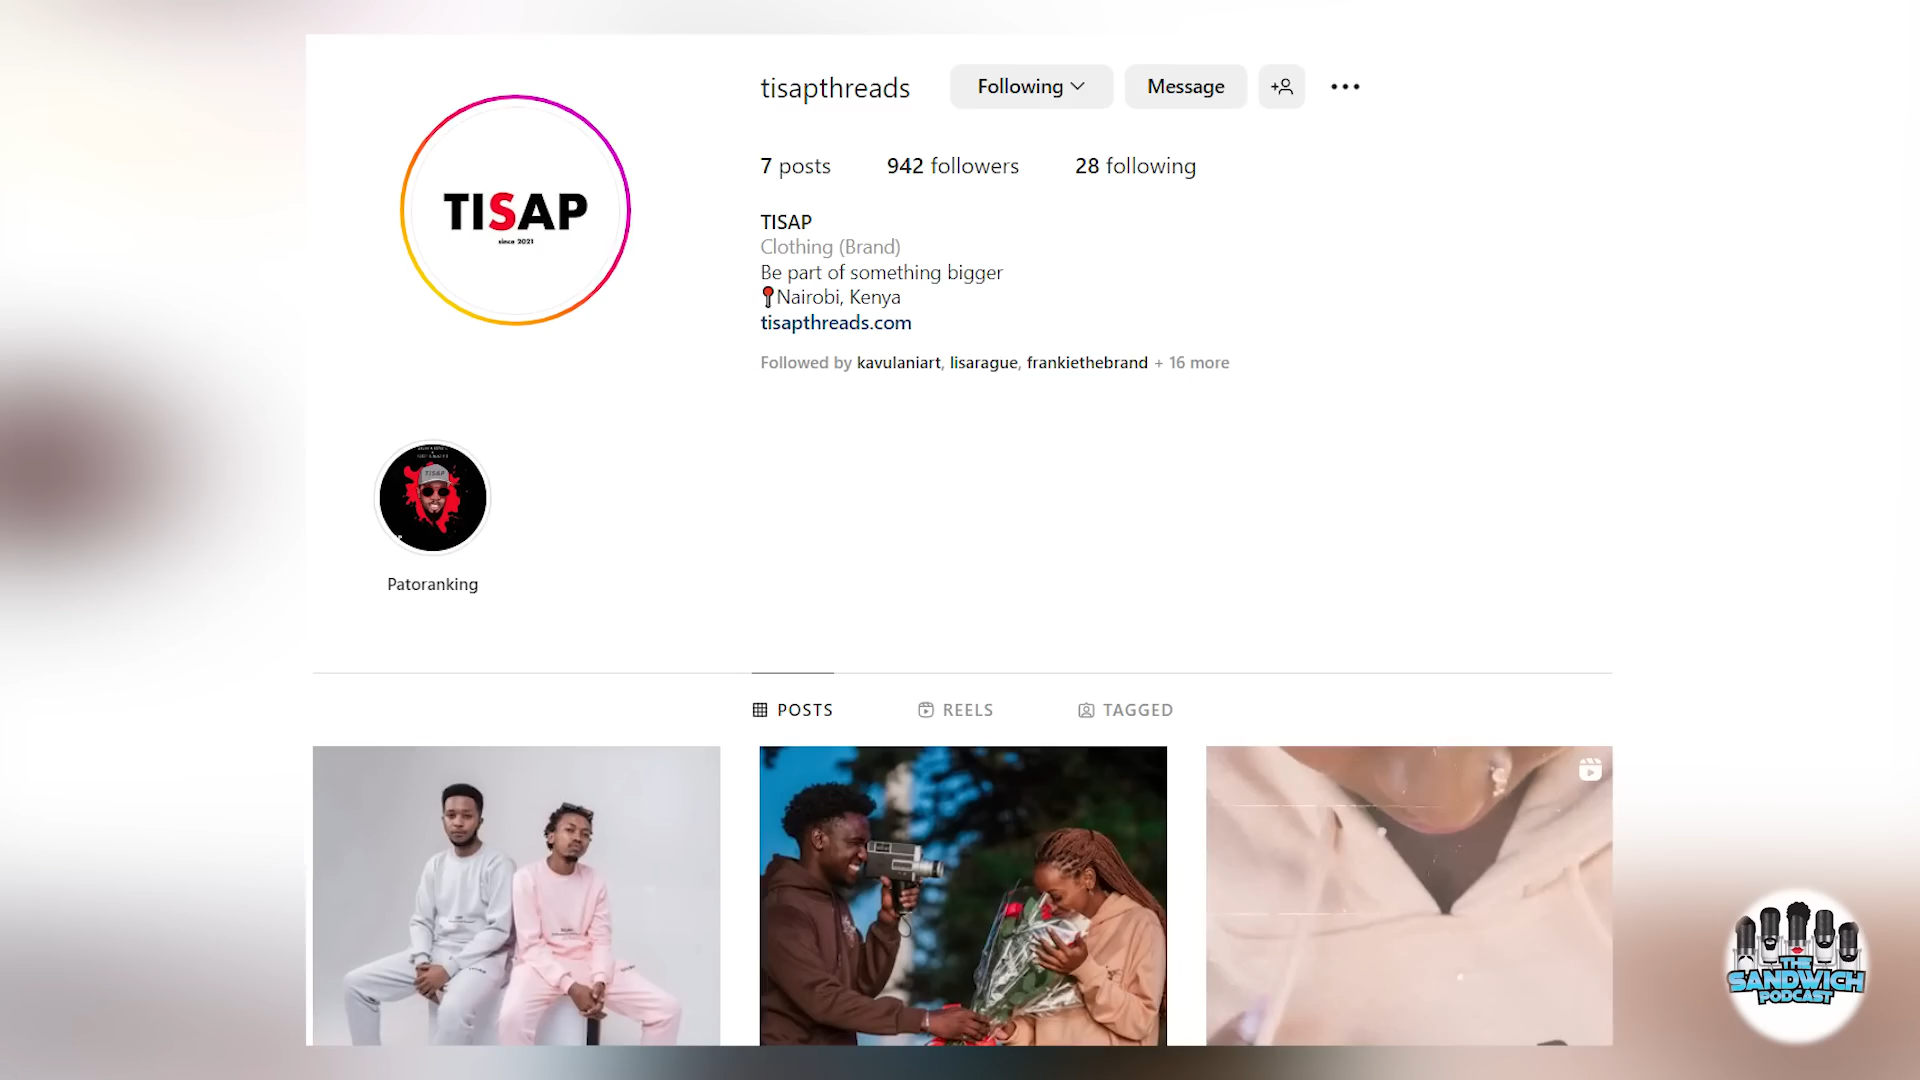 tisapthreads
Following
Message
7 posts
942 followers
28 following
TISAP
since 2021
TISAP
Clothing (Brand)
Be part of something bigger
Nairobi, Kenya
tisapthreads.com
Followed by kavulaniart, lisarague, frankiethebrand + 16 more
TISAP
Patoranking
POSTS
REELS
TAGGED
THE
SANDWICH
PODCAST